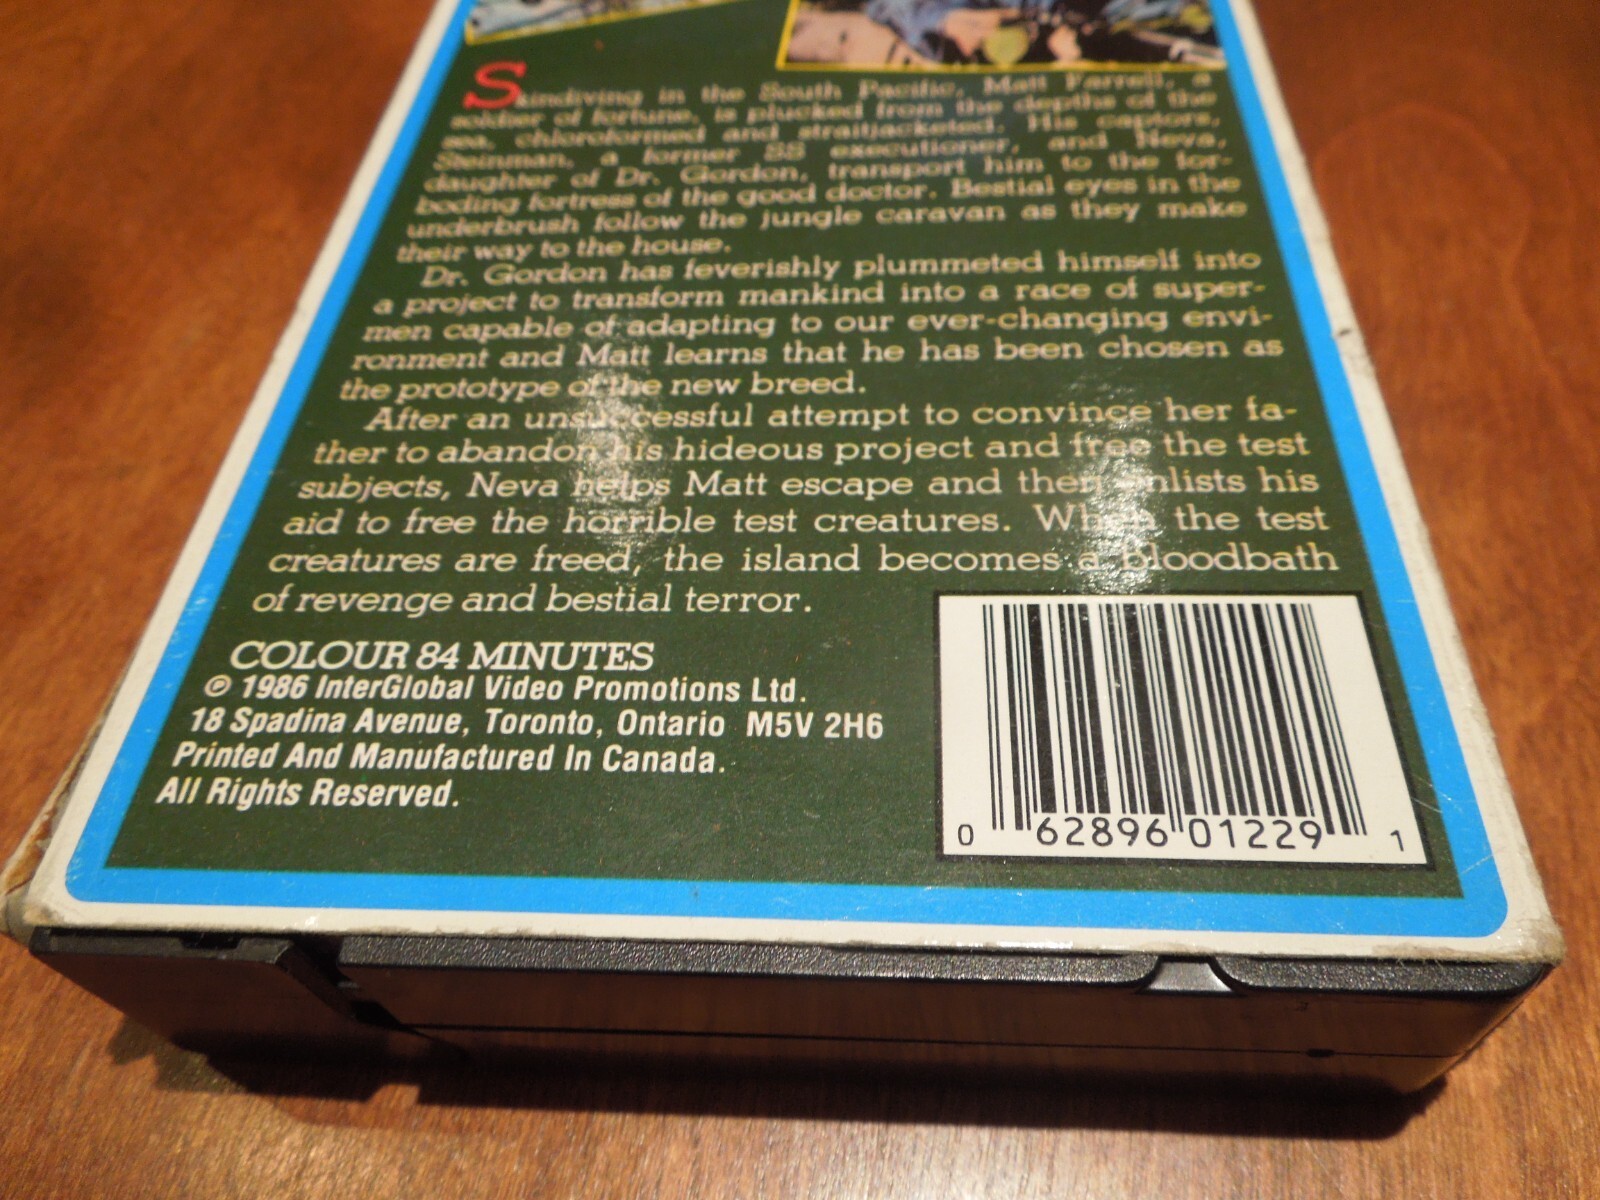 Skindiving in the South Pacific, Matt Farrell, a
soldier of fortune, is plucked from the depths of the
sea, chloroformed and straitjacketed. His captors,
Steinman, a former SS executioner, and Neva,
daughter of Dr. Gordon, transport him to the for-
boding fortress of the good doctor. Bestial eyes in the
underbrush follow the jungle caravan as they make
their way to the house.
Dr. Gordon has feverishly plummeted himself into
a project to transform mankind into a race of super-
men capable of adapting to our ever-changing envi-
ronment and Matt learns that he has been chosen as
the prototype of the new breed.
After an unsuccessful attempt to convince her fa-
ther to abandon his hideous project and free the test
subjects, Neva helps Matt escape and then enlists his
aid to free the horrible test creatures. When the test
creatures are freed, the island becomes a bloodbath
of revenge and bestial terror.
COLOUR 84 MINUTES
℗ 1986 InterGlobal Video Promotions Ltd.
18 Spadina Avenue, Toronto, Ontario M5V 2H6
Printed And Manufactured In Canada.
All Rights Reserved.
0 62896 01229 1